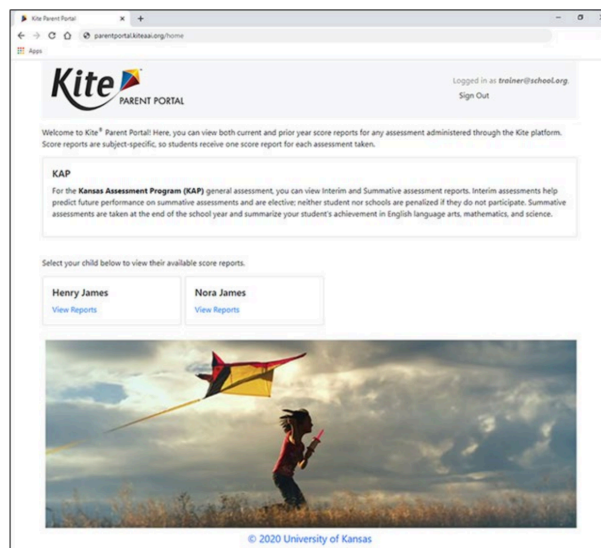 Kite Parent Portal
parentportal.kiteaai.org/home
Apps
Kite
PARENT PORTAL
Logged in as trainer@school.org.
Sign Out
Welcome to Kite® Parent Portal! Here, you can view both current and prior year score reports for any assessment administered through the Kite platform.
Score reports are subject-specific, so students receive one score report for each assessment taken.
KAP
For the Kansas Assessment Program (KAP) general assessment, you can view Interim and Summative assessment reports. Interim assessments help
predict future performance on summative assessments and are elective; neither student nor schools are penalized if they do not participate. Summative
assessments are taken at the end of the school year and summarize your student's achievement in English language arts, mathematics, and science.
Select your child below to view their available score reports.
Henry James
View Reports
Nora James
View Reports
© 2020 University of Kansas